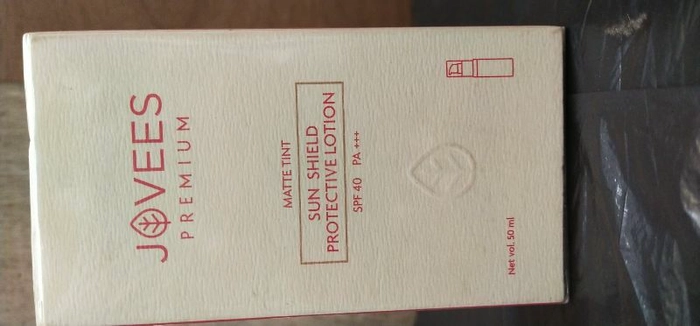 JOVEES
PREMIUM
MATTE TINT
SUN SHIELD
PROTECTIVE LOTION
SPF 40 PA +++
Net vol. 50 ml